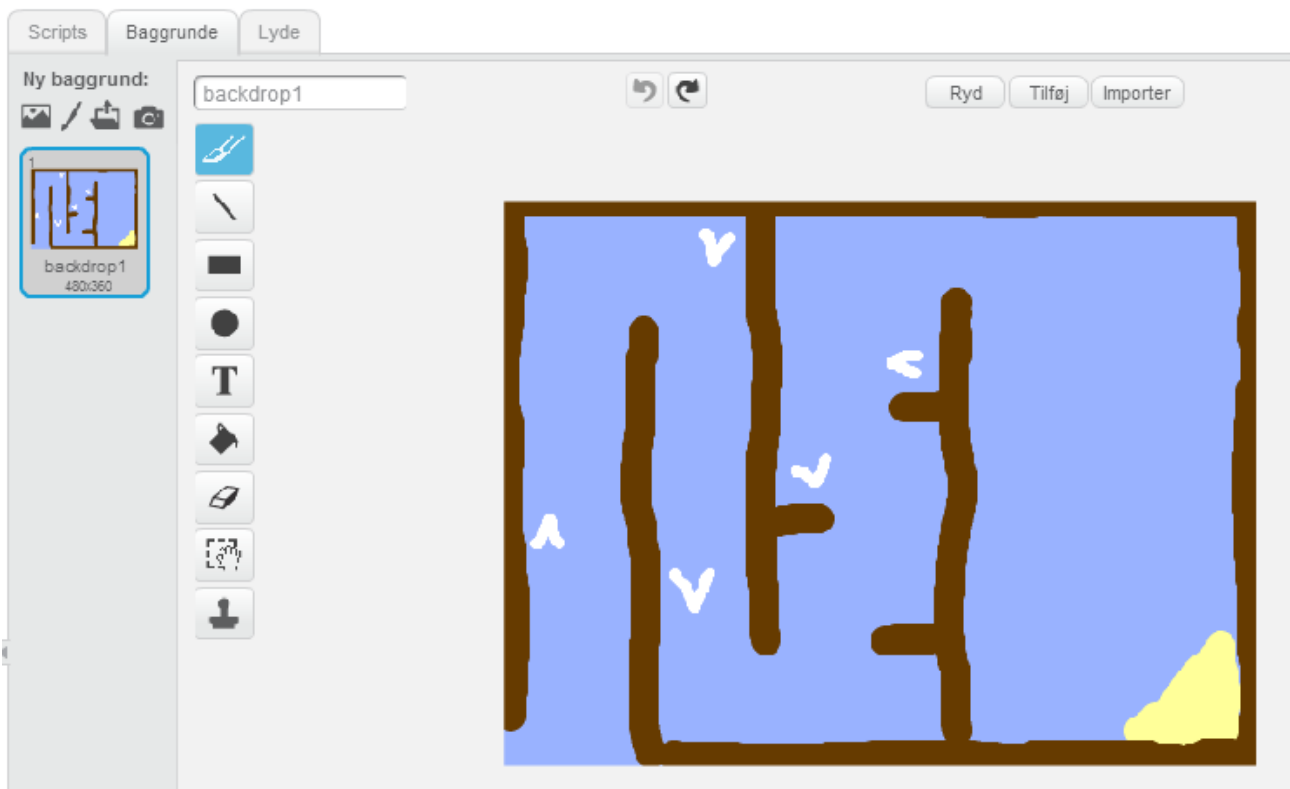 Scripts Baggrunde Lyde
Ny baggrund:
backdrop1
Ryd Tilføj Importer
1
backdrop1
480x360
T